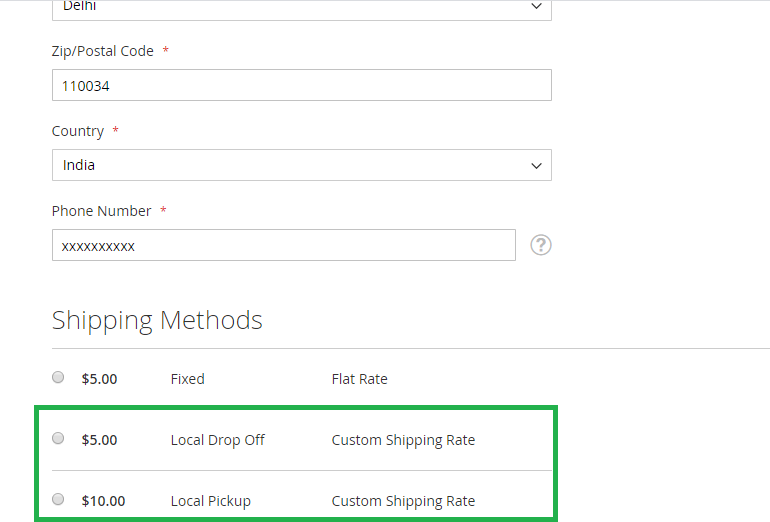 Delhi
Zip/Postal Code *
110034
Country *
India
Phone Number *
xxxxxxxxxx
?
Shipping Methods
$5.00 Fixed Flat Rate
$5.00 Local Drop Off Custom Shipping Rate
$10.00 Local Pickup Custom Shipping Rate